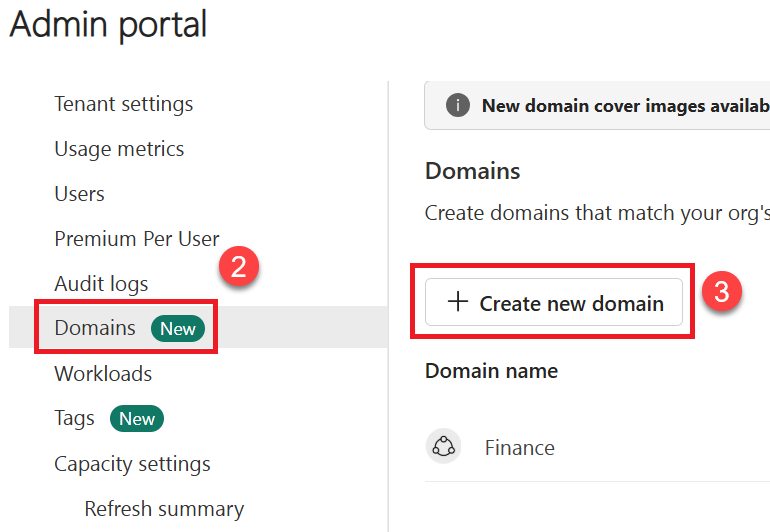 Admin portal
Tenant settings
Usage metrics
Users
Premium Per User
Audit logs
2
Domains New
Workloads
Tags New
Capacity settings
Refresh summary
New domain cover images availab
Domains
Create domains that match your org's
+ Create new domain
3
Domain name
Finance